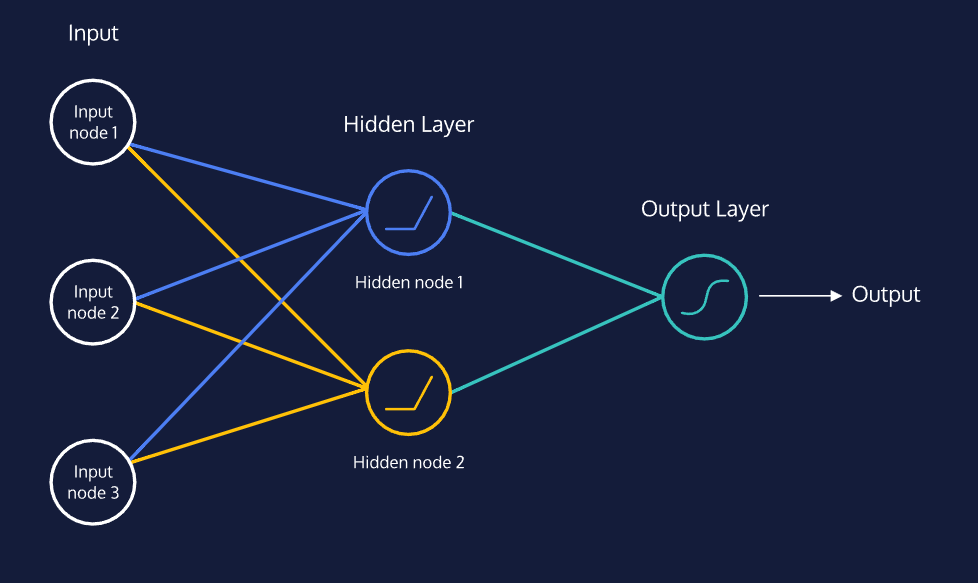 Input
Input
node 1
Hidden Layer
Output Layer
Hidden node 1
Input
node 2
Output
Hidden node 2
Input
node 3